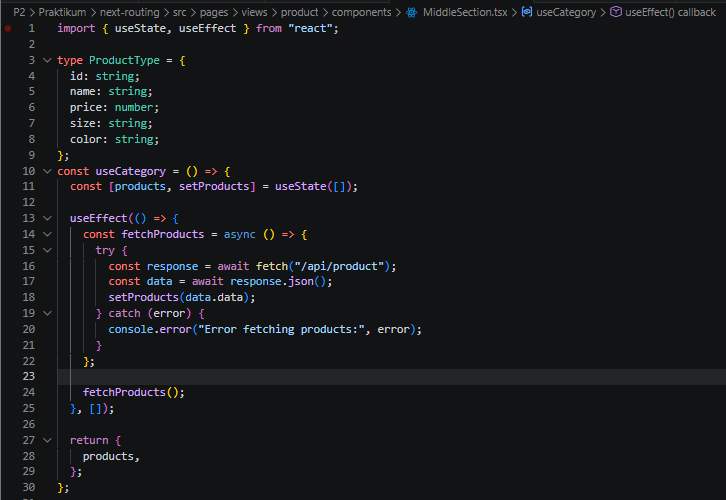 P2 > Praktikum > next-routing > src > pages > views > product > components > MiddleSection.tsx > useCategory > useEffect() callback
1 import { useState, useEffect } from "react";
2
3 type ProductType = {
4 id: string;
5 name: string;
6 price: number;
7 size: string;
8 color: string;
9 };
10 const useCategory = () => {
11 const [products, setProducts] = useState([]);
12
13 useEffect(() => {
14 const fetchProducts = async () => {
15 try {
16 const response = await fetch("/api/product");
17 const data = await response.json();
18 setProducts(data.data);
19 } catch (error) {
20 console.error("Error fetching products:", error);
21 }
22 };
23
24 fetchProducts();
25 }, []);
26
27 return {
28 products,
29 };
30 };